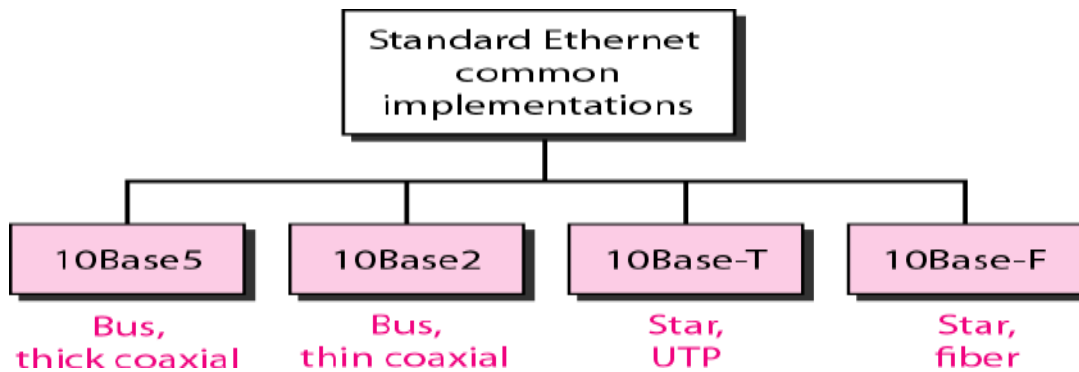 Standard Ethernet
common
implementations
10Base5
10Base2
10Base-T
10Base-F
Bus,
thick coaxial
Bus,
thin coaxial
Star,
UTP
Star,
fiber